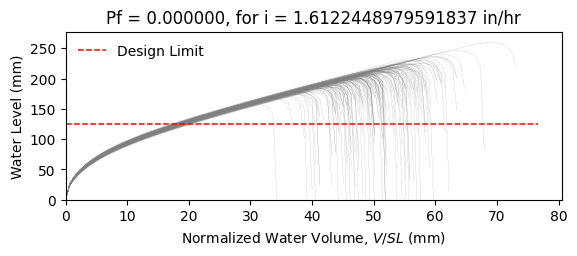 Pf = 0.000000, for i = 1.6122448979591837 in/hr
Water Level (mm)
250
200
150
100
50
0
Design Limit
0 10 20 30 40 50 60 70 80
Normalized Water Volume, V/SL (mm)